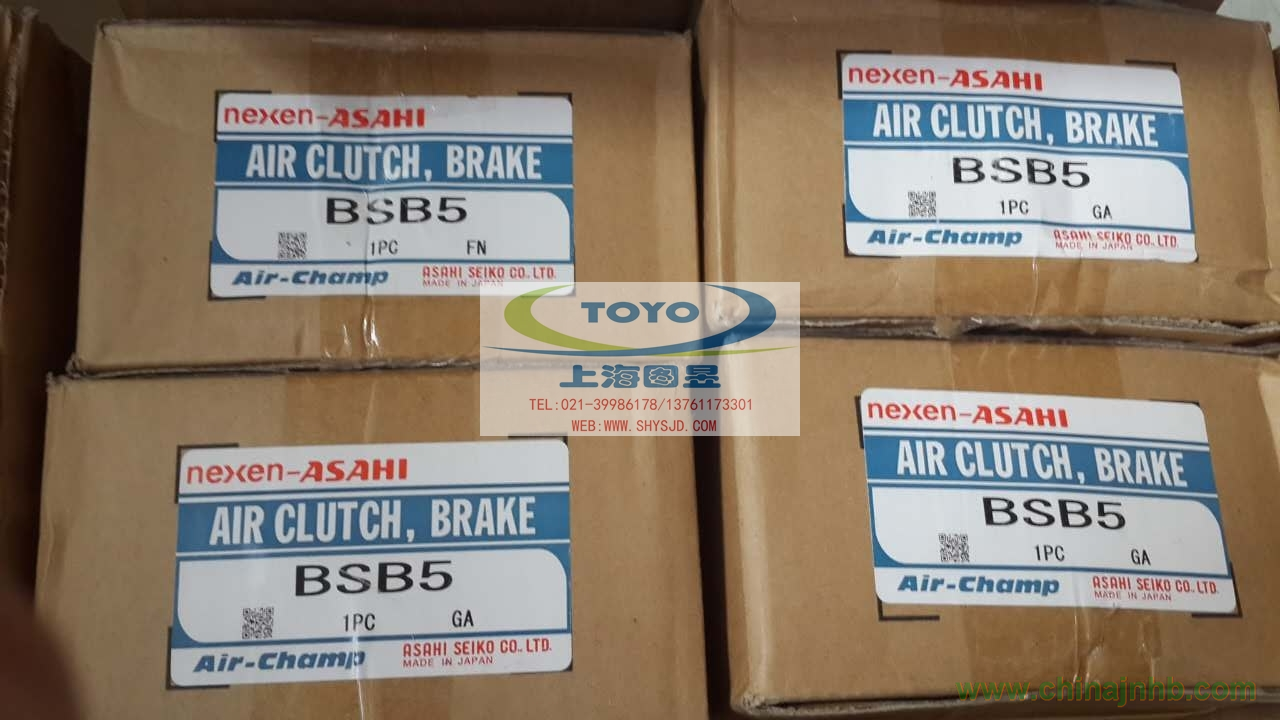 nexen-ASAHI
AIR CLUTCH, BRAKE
BSB5
1PC FN
Air-Champ ASAHI SEIKO CO., LTD.
MADE IN JAPAN
nexen-ASAHI
AIR CLUTCH, BRAKE
BSB5
1PC GA
Air-Champ ASAHI SEIKO CO., LTD.
MADE IN JAPAN
TOYO
上海图昱
TEL:021-39986178/13761173301
WEB:WWW.SHYSJD.COM
nexen-ASAHI
AIR CLUTCH, BRAKE
BSB5
1PC GA
Air-Champ ASAHI SEIKO CO., LTD.
MADE IN JAPAN
nexen-ASAHI
AIR CLUTCH, BRAKE
BSB5
1PC GA
Air-Champ ASAHI SEIKO CO., LTD.
MADE IN JAPAN
www.chinajnhb.com